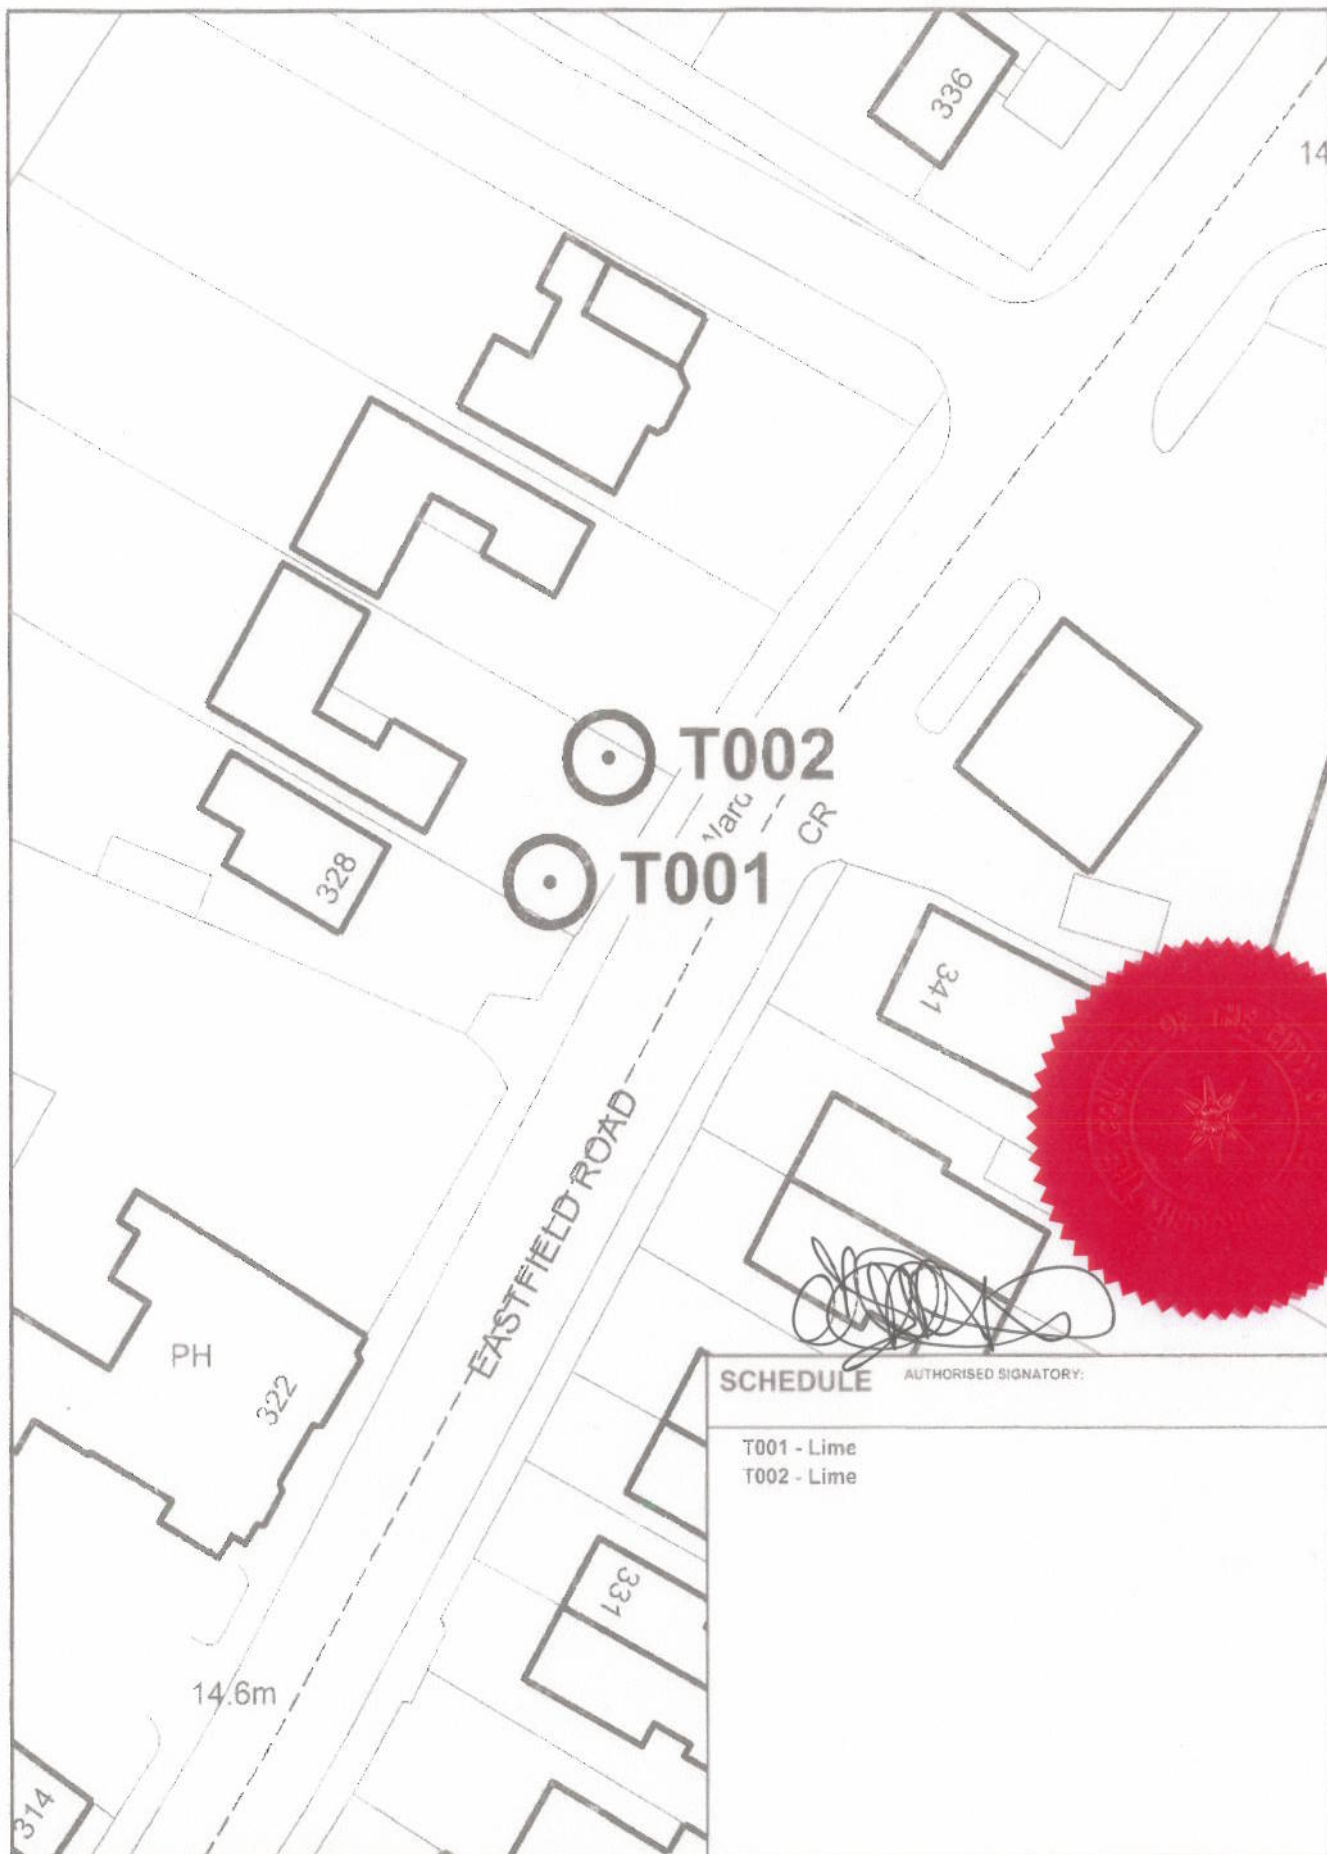 336
14
T002
CR
T001
328
341
EASTFIELD ROAD
PH
322
SCHEDULE
AUTHORISED SIGNATORY:
T001 - Lime
T002 - Lime
331
14.6m
314